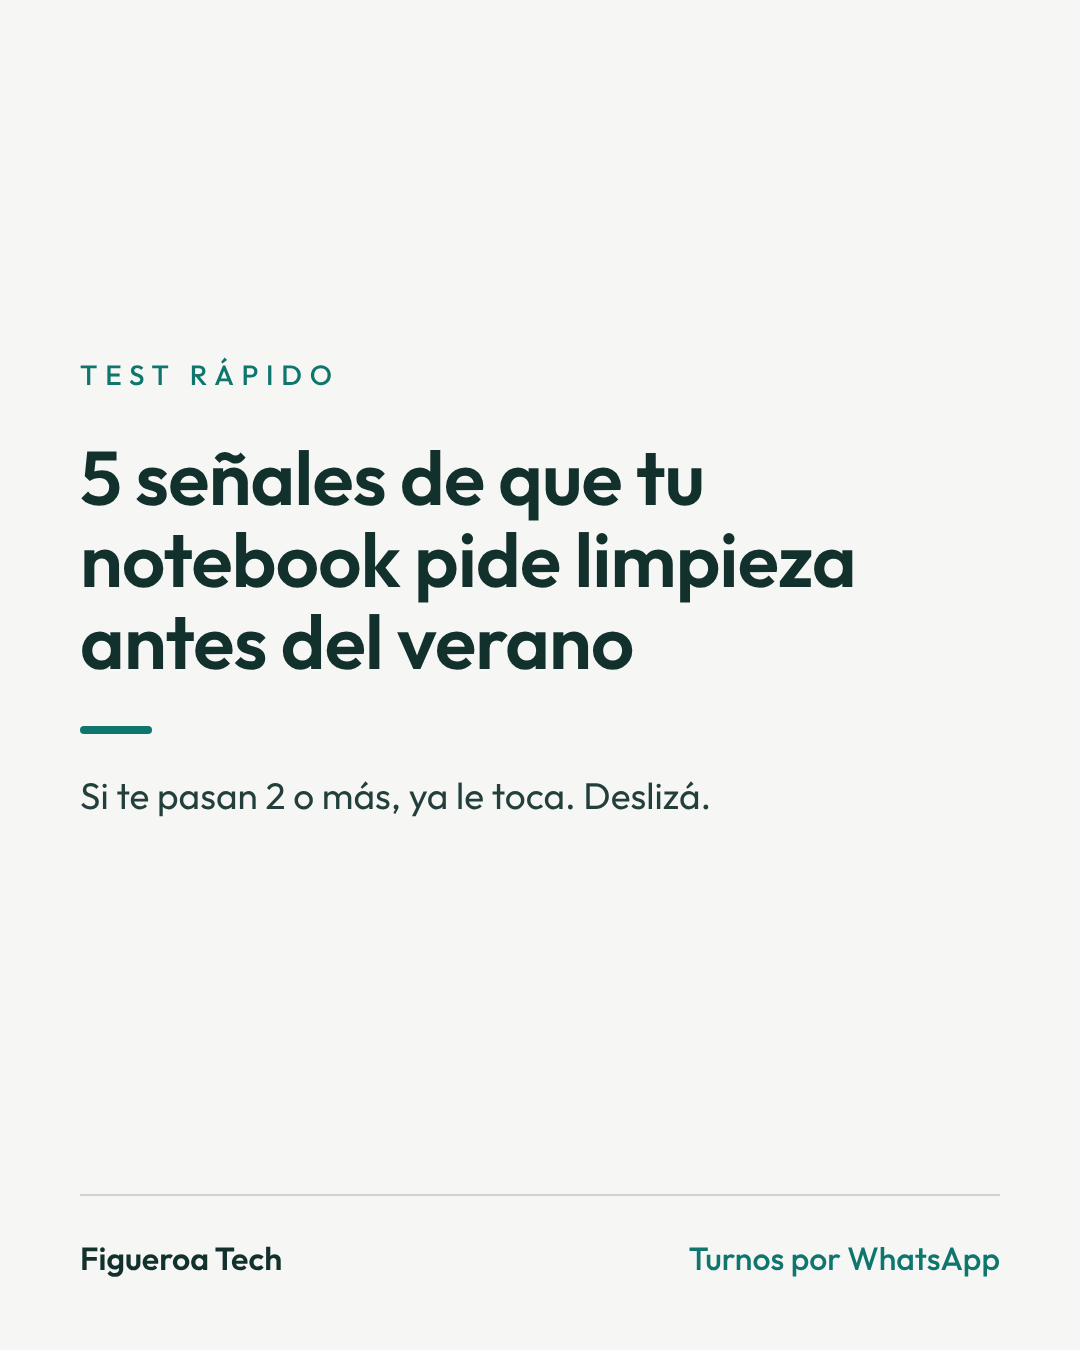 TEST RÁPIDO
5 señales de que tu
notebook pide limpieza
antes del verano
Si te pasan 2 o más, ya le toca. Deslizá.
Figueroa Tech
Turnos por WhatsApp